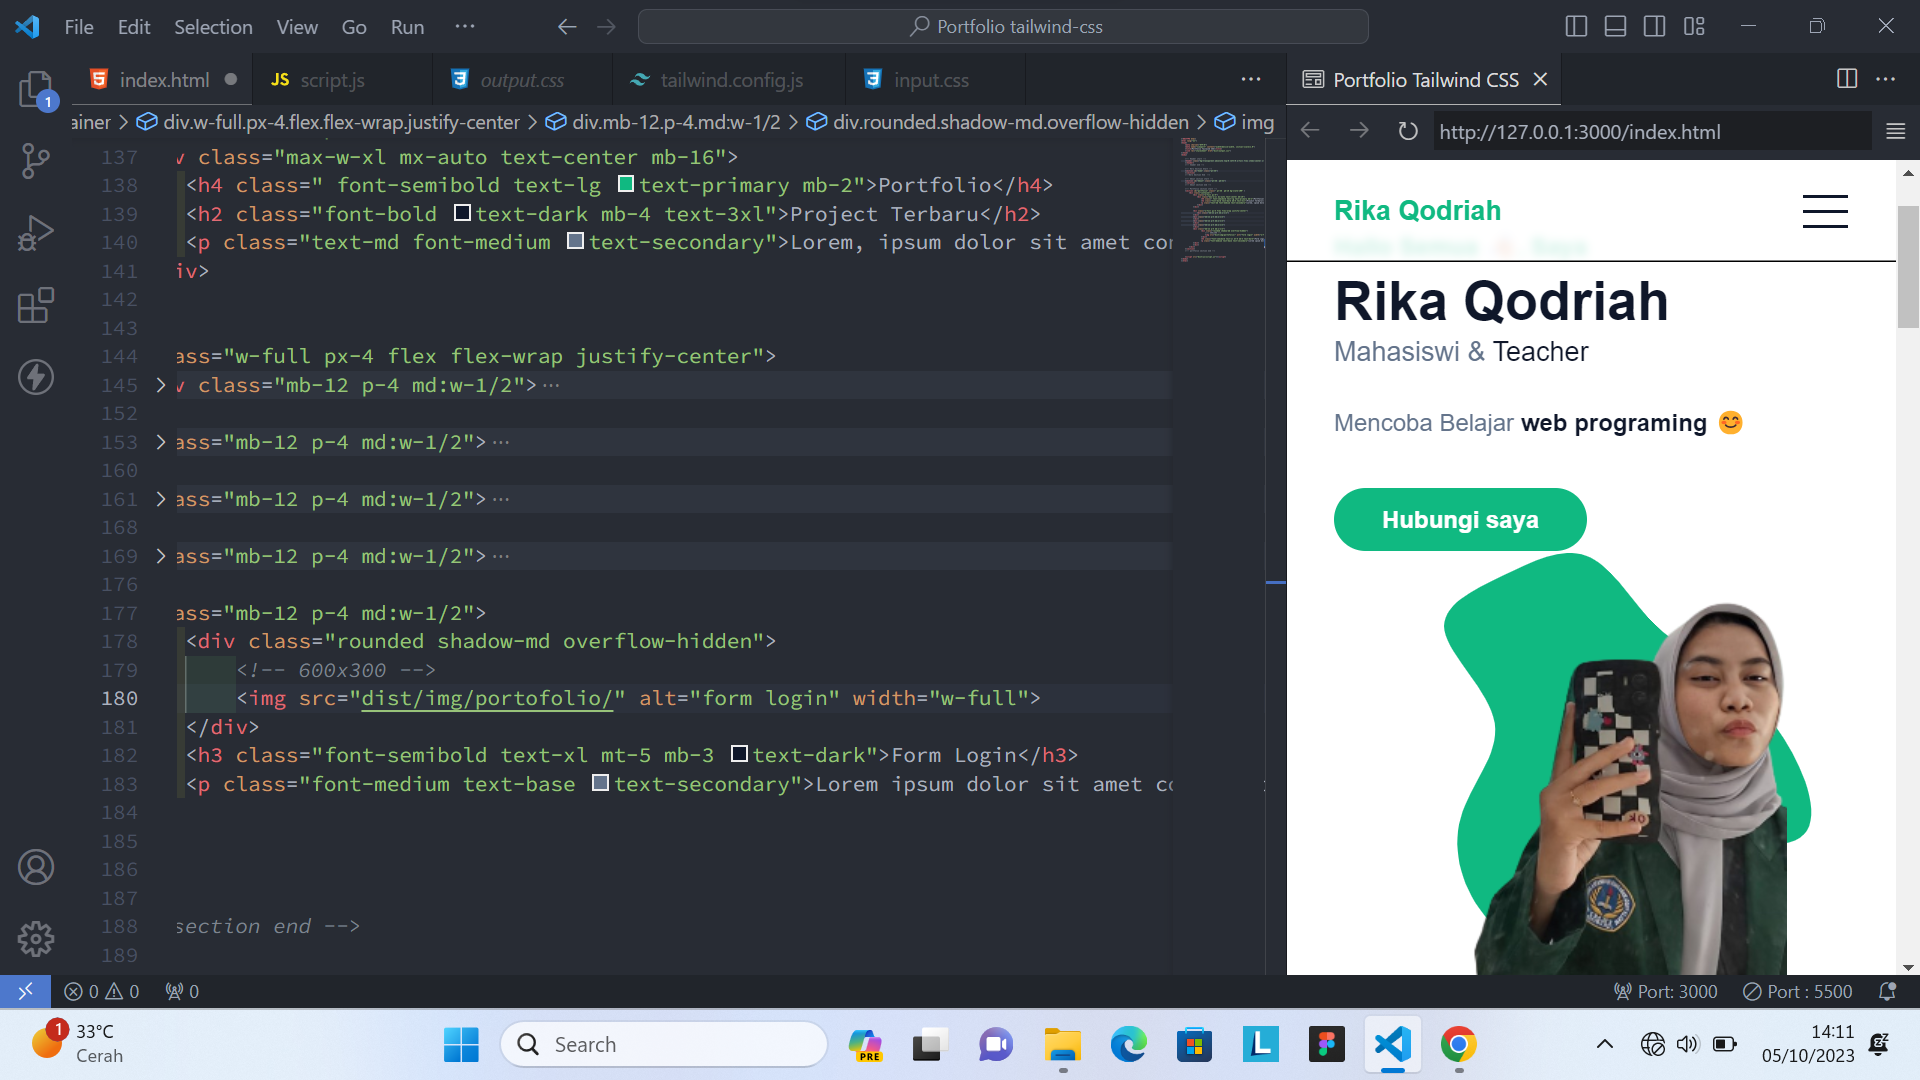 File Edit Selection View Go Run ···
Portfolio tailwind-css
index.html
JS script.js
output.css
tailwind.config.js
input.css
Portfolio Tailwind CSS
1
ainer > div.w-full.px-4.flex.flex-wrap.justify-center > div.mb-12.p-4.md:w-1/2 > div.rounded.shadow-md.overflow-hidden > img
http://127.0.0.1:3000/index.html
137 v class="max-w-xl mx-auto text-center mb-16">
138 <h4 class=" font-semibold text-lg text-primary mb-2">Portfolio</h4>
139 <h2 class="font-bold text-dark mb-4 text-3xl">Project Terbaru</h2>
140 <p class="text-md font-medium text-secondary">Lorem, ipsum dolor sit amet cor
141 iv>
142
143
144 ass="w-full px-4 flex flex-wrap justify-center">
145 v class="mb-12 p-4 md:w-1/2">···
152
153 ass="mb-12 p-4 md:w-1/2">···
160
161 ass="mb-12 p-4 md:w-1/2">···
168
169 ass="mb-12 p-4 md:w-1/2">···
176
177 ass="mb-12 p-4 md:w-1/2">
178 <div class="rounded shadow-md overflow-hidden">
179 <!-- 600x300 -->
180 <img src="dist/img/portofolio/" alt="form login" width="w-full">
181 </div>
182 <h3 class="font-semibold text-xl mt-5 mb-3 text-dark">Form Login</h3>
183 <p class="font-medium text-base text-secondary">Lorem ipsum dolor sit amet co
184
185
186
187
188 section end -->
189
Rika Qodriah
Rika Qodriah
Mahasiswi & Teacher
Mencoba Belajar web programing 😊
Hubungi saya
0 0 0
Port: 3000 Port : 5500
1 33°C
Cerah
Search
PRE
L
14:11
05/10/2023